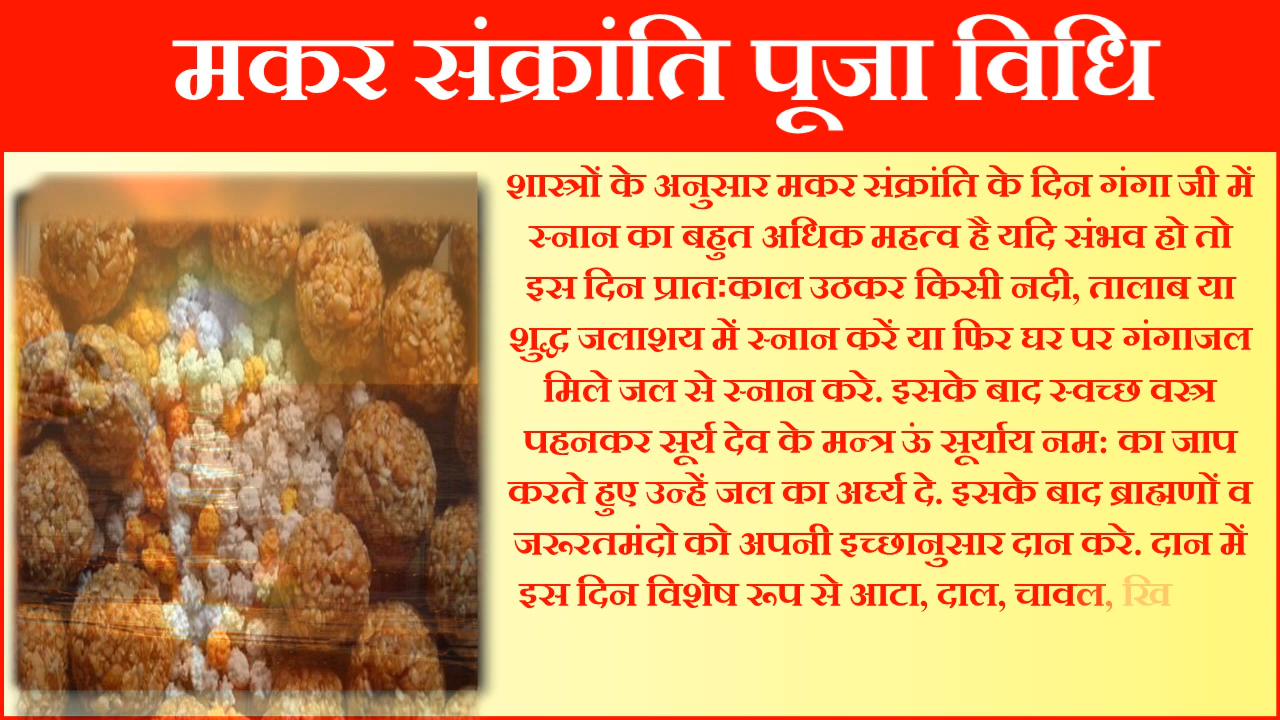 मकर संक्रांति पूजा विधि
शास्त्रों के अनुसार मकर संक्रांति के दिन गंगा जी में
स्नान का बहुत अधिक महत्व है यदि संभव हो तो
इस दिन प्रातःकाल उठकर किसी नदी, तालाब या
शुद्ध जलाशय में स्नान करें या फिर घर पर गंगाजल
मिले जल से स्नान करे. इसके बाद स्वच्छ वस्त्र
पहनकर सूर्य देव के मन्त्र ऊं सूर्याय नमः का जाप
करते हुए उन्हें जल का अर्घ्य दे. इसके बाद ब्राह्मणों व
जरूरतमंदो को अपनी इच्छानुसार दान करे. दान में
इस दिन विशेष रूप से आटा, दाल, चावल, खि